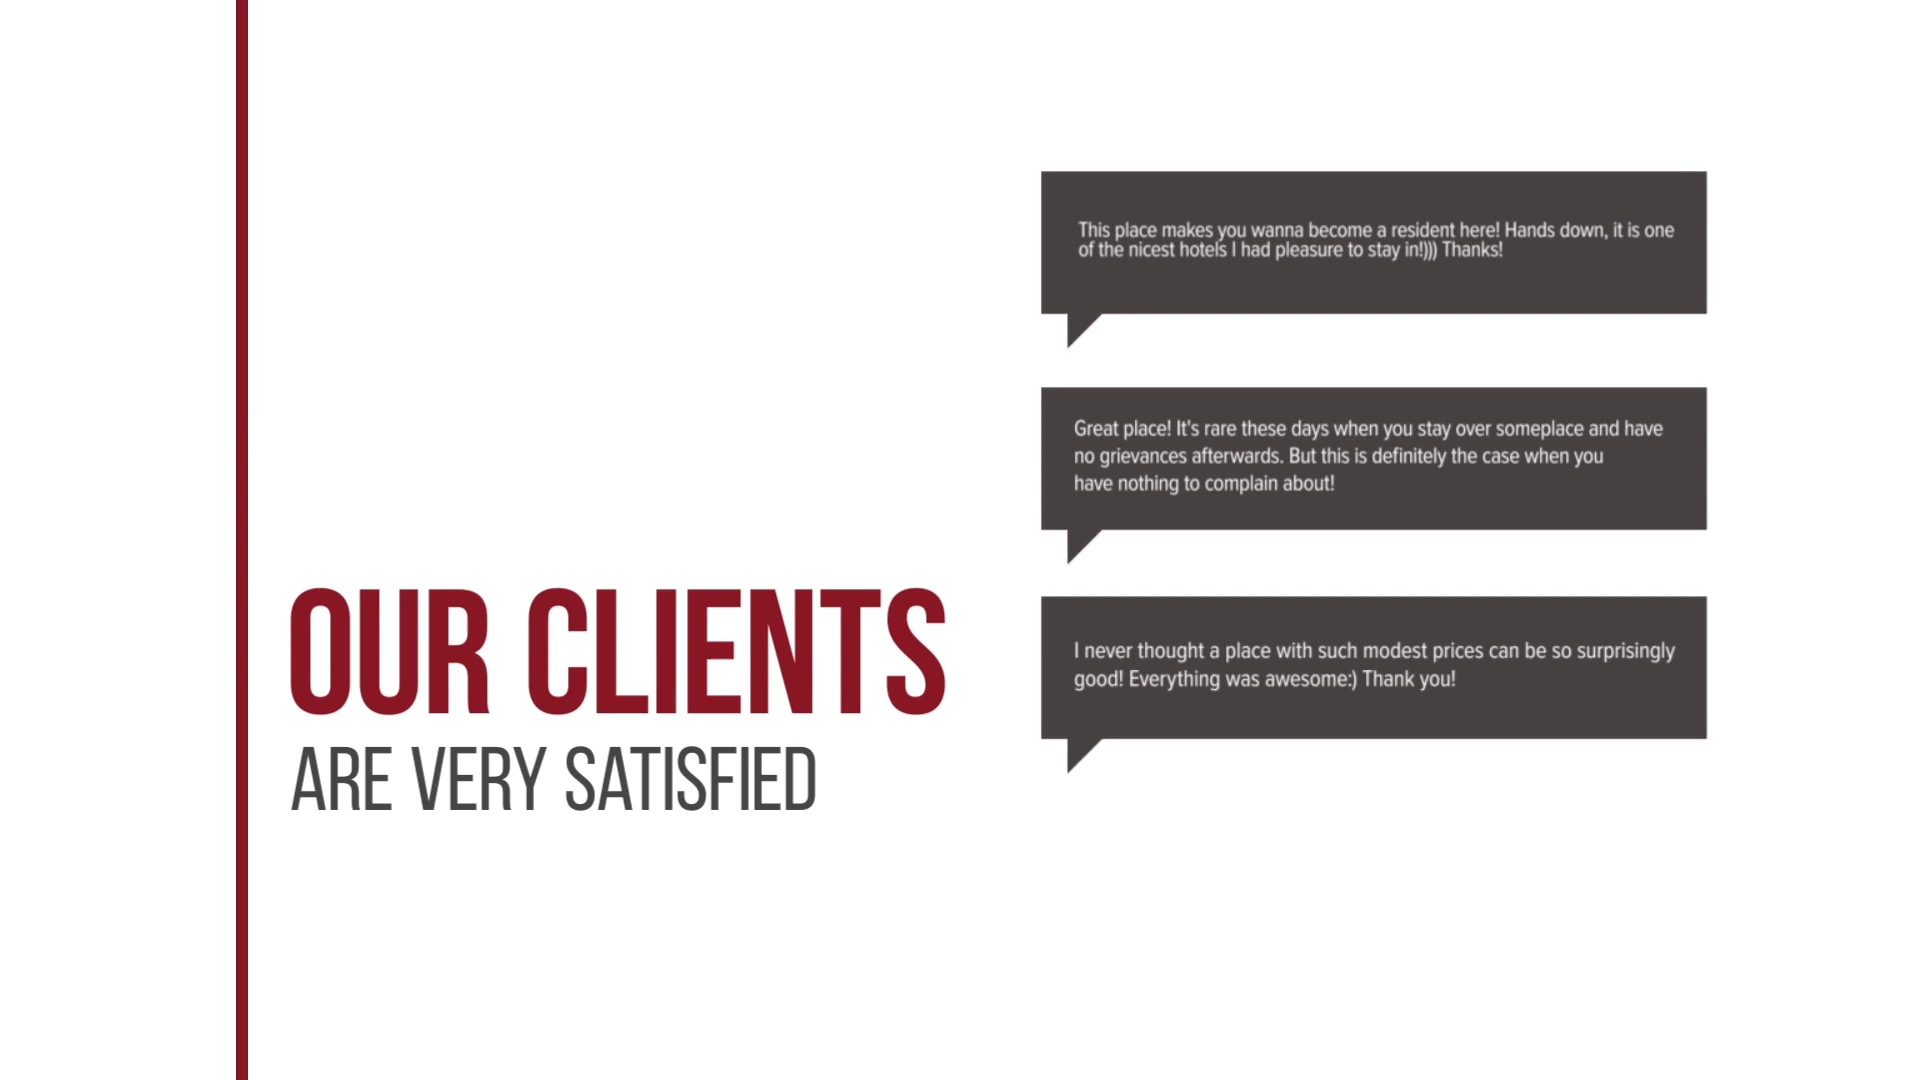 OUR CLIENTS
ARE VERY SATISFIED
This place makes you wanna become a resident here! Hands down, it is one
of the nicest hotels I had pleasure to stay in!))) Thanks!
Great place! It's rare these days when you stay over someplace and have
no grievances afterwards. But this is definitely the case when you
have nothing to complain about!
I never thought a place with such modest prices can be so surprisingly
good! Everything was awesome:) Thank you!